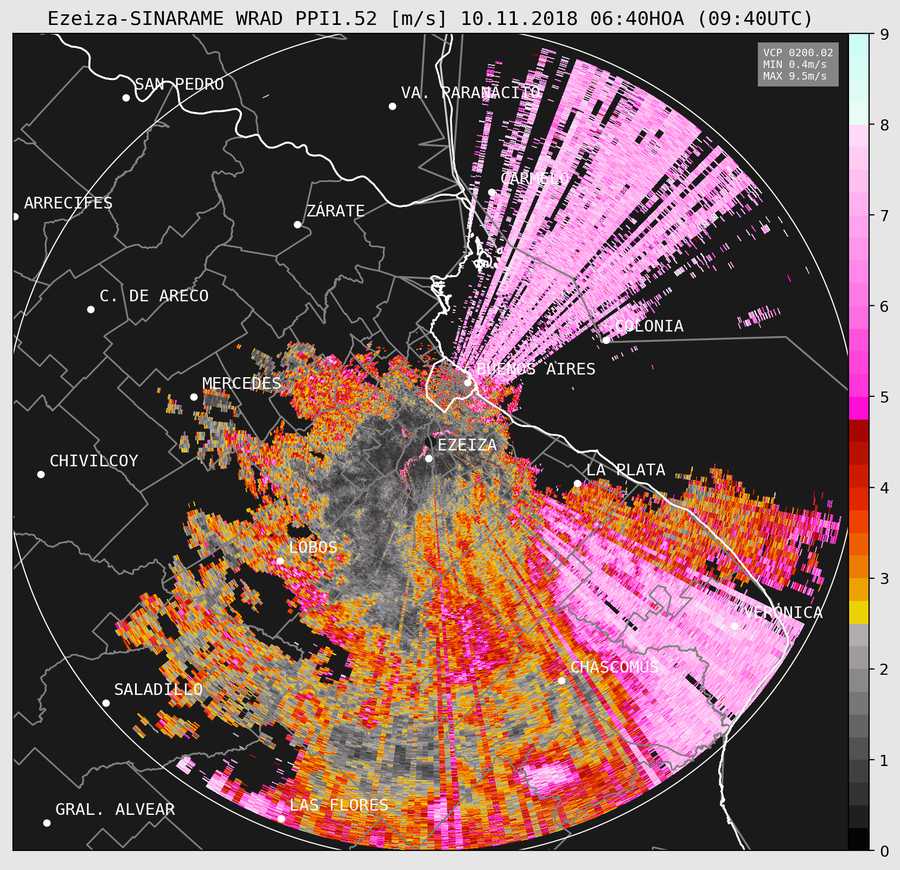 Ezeiza-SINARAME WRAD PPI1.52 [m/s] 10.11.2018 06:40HOA (09:40UTC)
VCP 0200.02
MIN 0.4m/s
MAX 9.5m/s
SAN PEDRO
VA. PARANACITO
CARMELO
ARRECIFES
ZÁRATE
C. DE ARECO
COLONIA
BUENOS AIRES
MERCEDES
EZEIZA
CHIVILCOY
LA PLATA
LOBOS
VERÓNICA
CHASCOMUS
SALADILLO
LAS FLORES
GRAL. ALVEAR
9
8
7
6
5
4
3
2
1
0